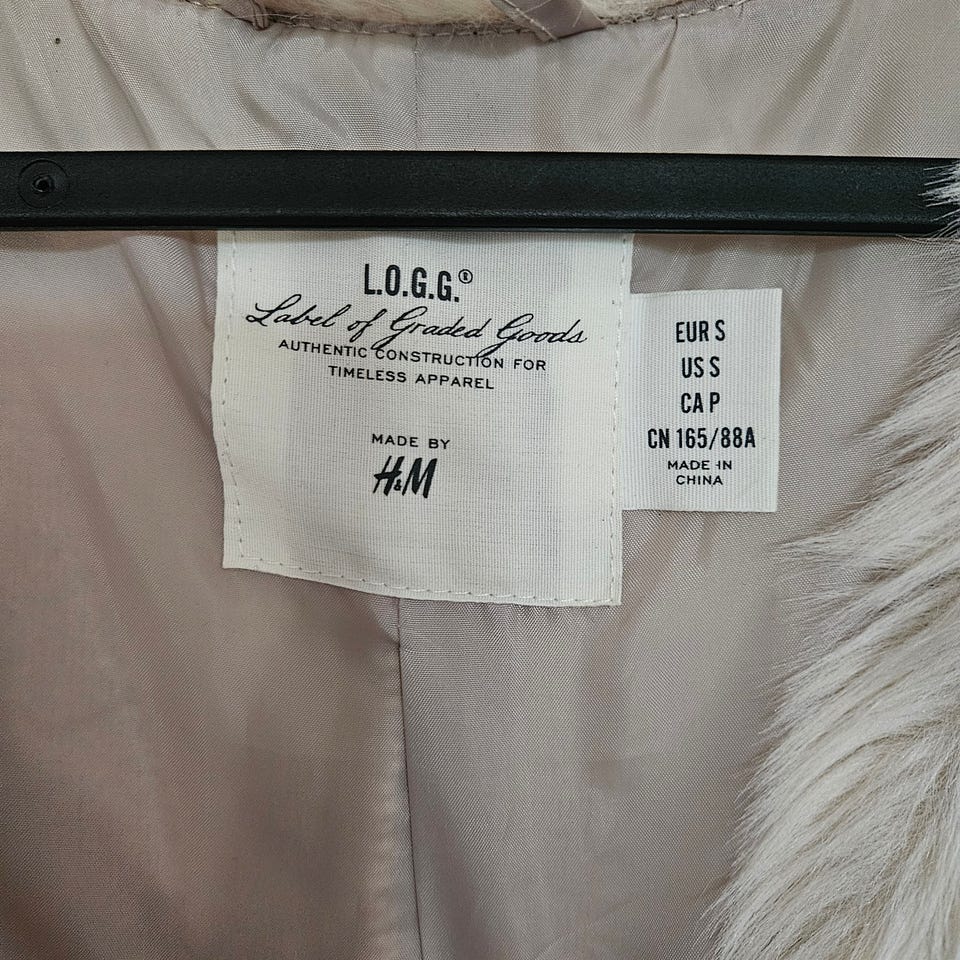 L.O.G.G.®
Label of Graded Goods
AUTHENTIC CONSTRUCTION FOR
TIMELESS APPAREL
MADE BY
H&M
EUR S
US S
CA P
CN 165/88A
MADE IN
CHINA